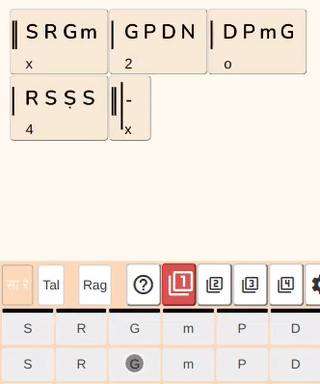 S R G m G P D N D P m G
x 2 o
R S Ṣ S -
4 x
सा रे Tal Rag ? 1 2 3 4
S R G m P D
S R G m P D